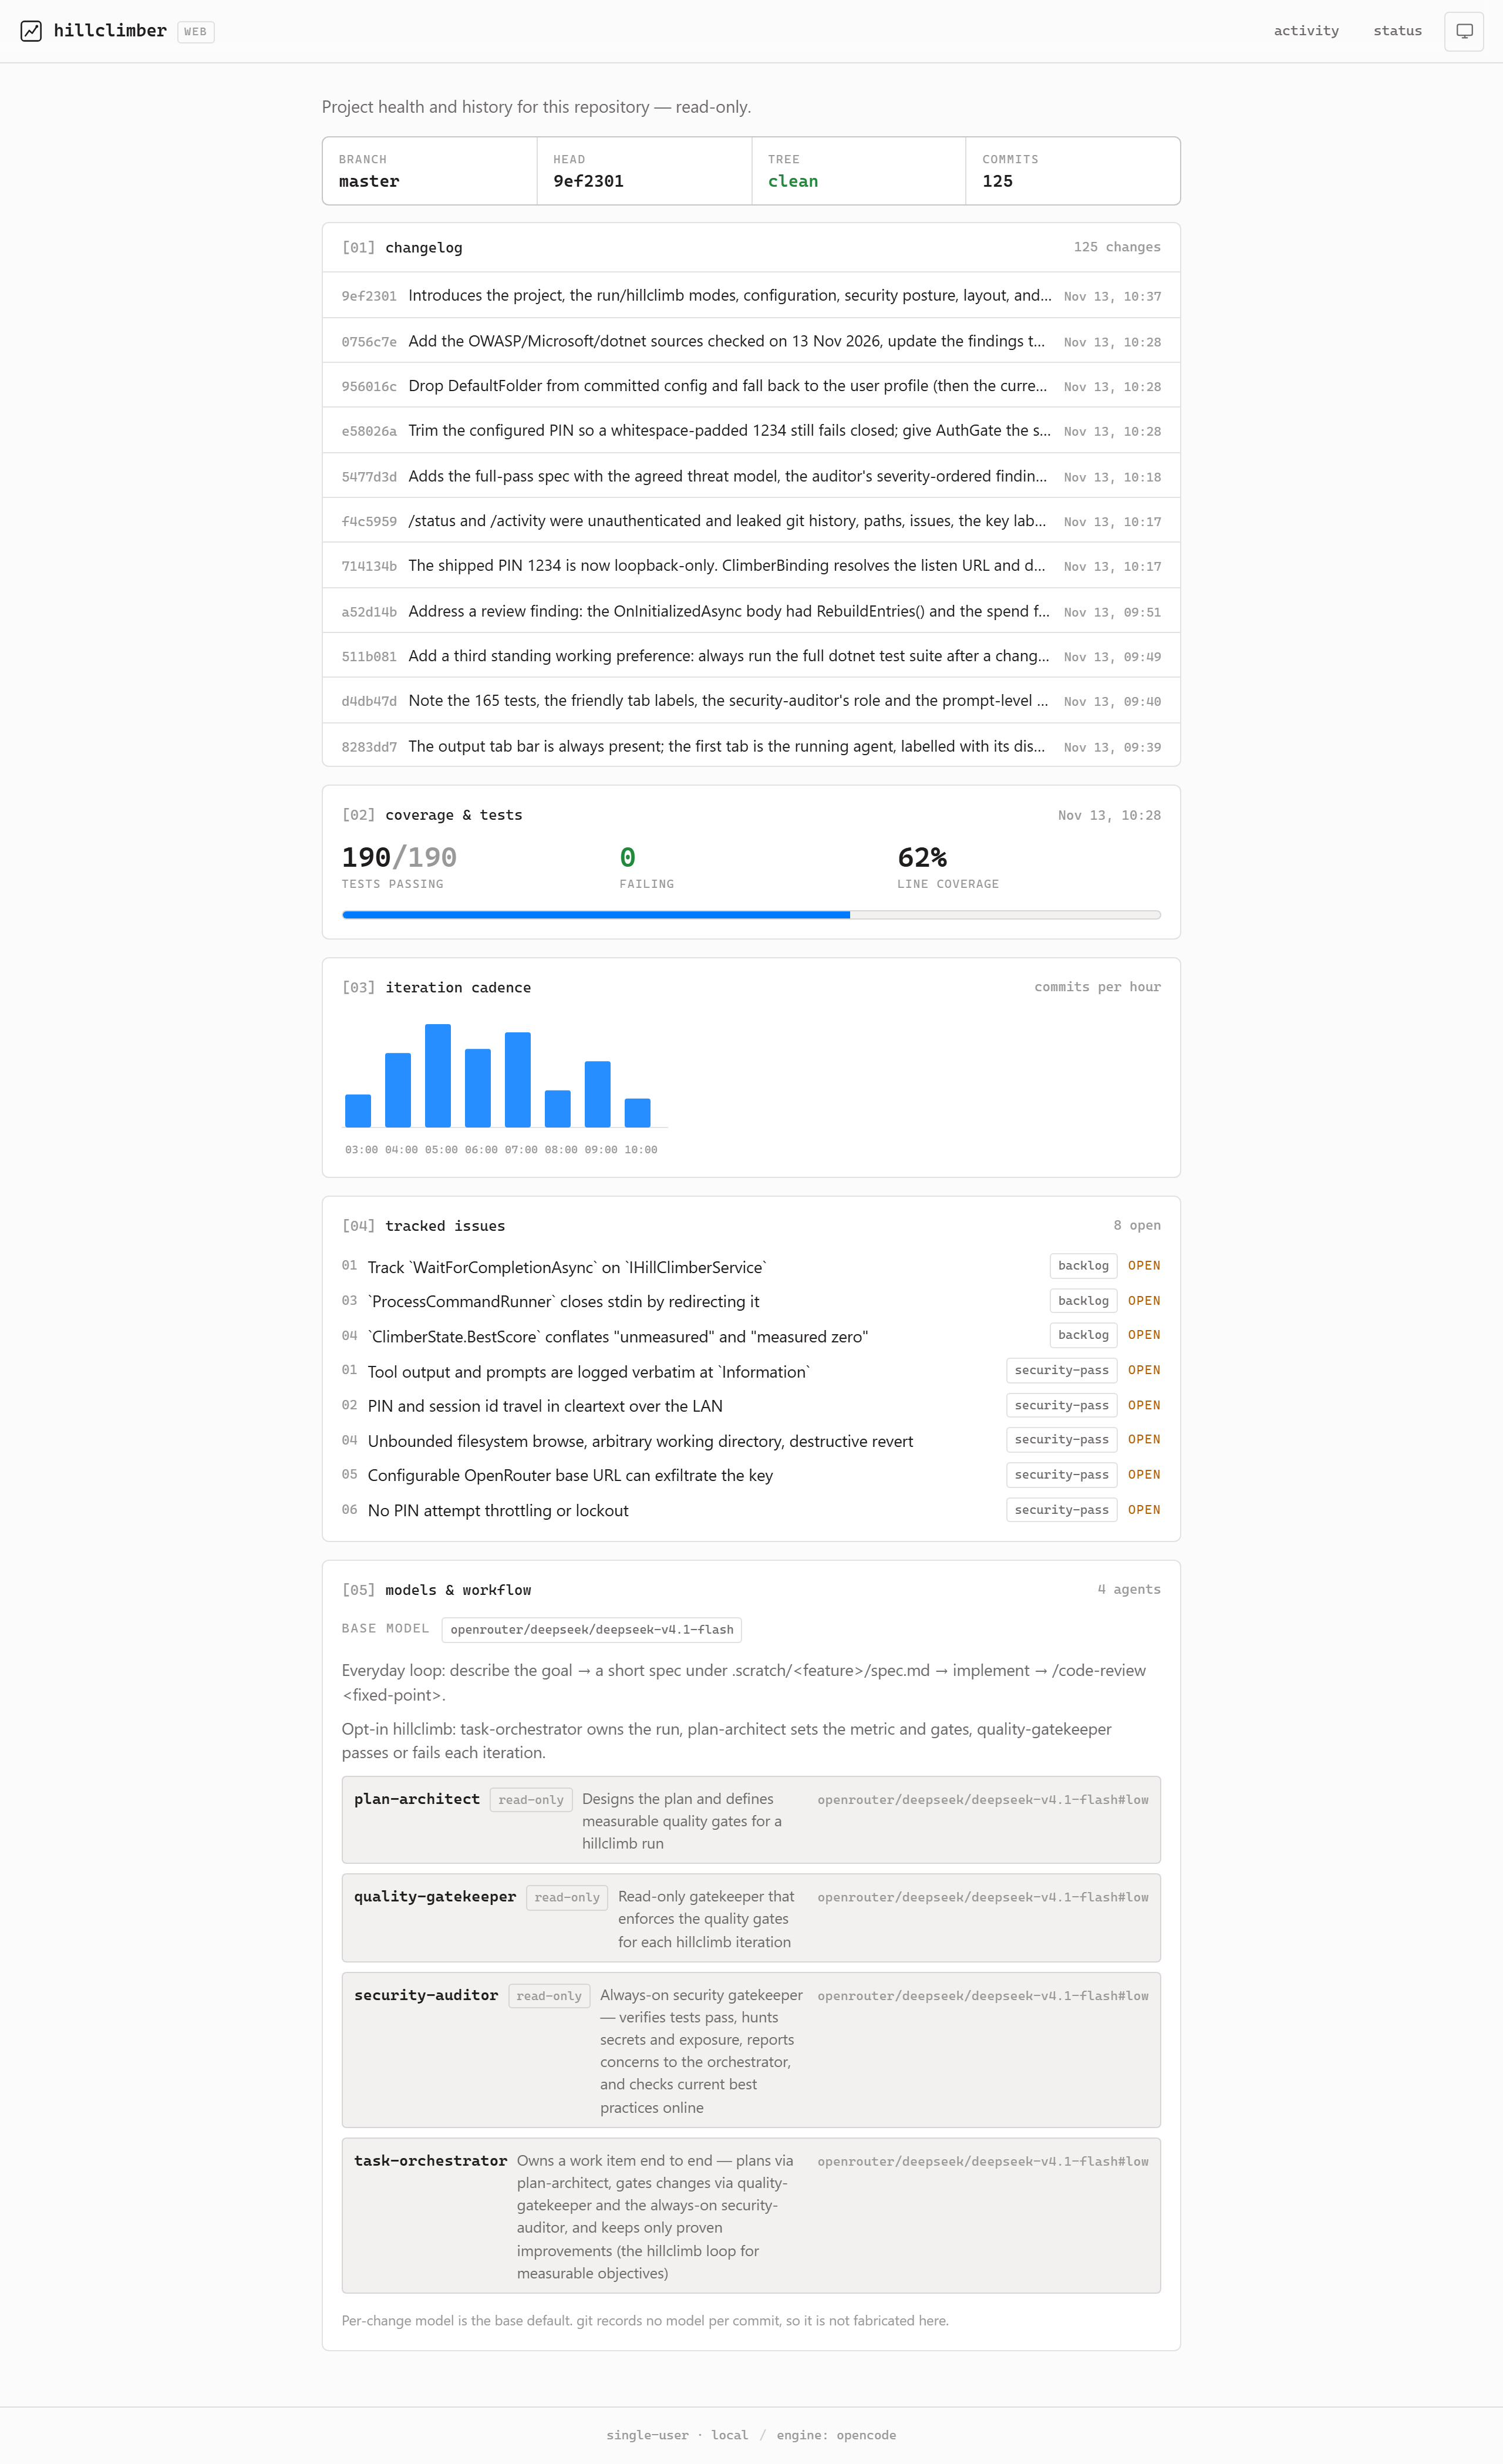 hillclimber WEB activity status
Project health and history for this repository — read-only.
BRANCH HEAD TREE COMMITS
master 9ef2301 clean 125
[01] changelog 125 changes
9ef2301 Introduces the project, the run/hillclimb modes, configuration, security posture, layout, and... Nov 13, 10:37
0756c7e Add the OWASP/Microsoft/dotnet sources checked on 13 Nov 2026, update the findings t... Nov 13, 10:28
956016c Drop DefaultFolder from committed config and fall back to the user profile (then the curre... Nov 13, 10:28
e58026a Trim the configured PIN so a whitespace-padded 1234 still fails closed; give AuthGate the s... Nov 13, 10:28
5477d3d Adds the full-pass spec with the agreed threat model, the auditor's severity-ordered findin... Nov 13, 10:18
f4c5959 /status and /activity were unauthenticated and leaked git history, paths, issues, the key lab... Nov 13, 10:17
714134b The shipped PIN 1234 is now loopback-only. ClimberBinding resolves the listen URL and d... Nov 13, 10:17
a52d14b Address a review finding: the OnInitializedAsync body had RebuildEntries() and the spend f... Nov 13, 09:51
511b081 Add a third standing working preference: always run the full dotnet test suite after a chang... Nov 13, 09:49
d4db47d Note the 165 tests, the friendly tab labels, the security-auditor's role and the prompt-level ... Nov 13, 09:40
8283dd7 The output tab bar is always present; the first tab is the running agent, labelled with its dis... Nov 13, 09:39
[02] coverage & tests Nov 13, 10:28
190/190 0 62%
TESTS PASSING FAILING LINE COVERAGE
[03] iteration cadence commits per hour
03:00 04:00 05:00 06:00 07:00 08:00 09:00 10:00
[04] tracked issues 8 open
01 Track `WaitForCompletionAsync` on `IHillClimberService` backlog OPEN
03 `ProcessCommandRunner` closes stdin by redirecting it backlog OPEN
04 `ClimberState.BestScore` conflates "unmeasured" and "measured zero" backlog OPEN
01 Tool output and prompts are logged verbatim at `Information` security-pass OPEN
02 PIN and session id travel in cleartext over the LAN security-pass OPEN
04 Unbounded filesystem browse, arbitrary working directory, destructive revert security-pass OPEN
05 Configurable OpenRouter base URL can exfiltrate the key security-pass OPEN
06 No PIN attempt throttling or lockout security-pass OPEN
[05] models & workflow 4 agents
BASE MODEL openrouter/deepseek/deepseek-v4.1-flash
Everyday loop: describe the goal → a short spec under .scratch/<feature>/spec.md → implement → /code-review
<fixed-point>.
Opt-in hillclimb: task-orchestrator owns the run, plan-architect sets the metric and gates, quality-gatekeeper
passes or fails each iteration.
plan-architect read-only Designs the plan and defines openrouter/deepseek/deepseek-v4.1-flash#low
measurable quality gates for a
hillclimb run
quality-gatekeeper read-only Read-only gatekeeper that openrouter/deepseek/deepseek-v4.1-flash#low
enforces the quality gates
for each hillclimb iteration
security-auditor read-only Always-on security gatekeeper openrouter/deepseek/deepseek-v4.1-flash#low
— verifies tests pass, hunts
secrets and exposure, reports
concerns to the orchestrator,
and checks current best
practices online
task-orchestrator Owns a work item end to end — plans via openrouter/deepseek/deepseek-v4.1-flash#low
plan-architect, gates changes via quality-
gatekeeper and the always-on security-
auditor, and keeps only proven
improvements (the hillclimb loop for
measurable objectives)
Per-change model is the base default. git records no model per commit, so it is not fabricated here.
single-user · local / engine: opencode